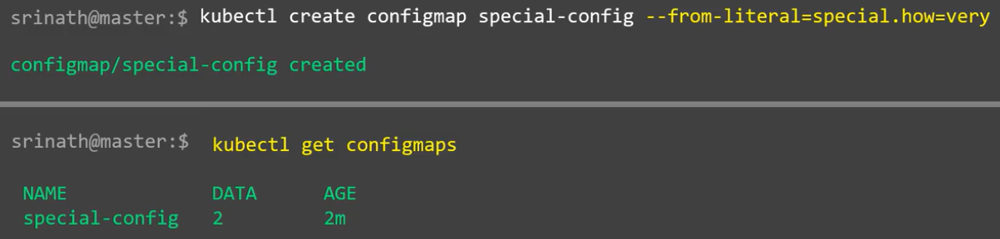 srinath@master:$ kubectl create configmap special-config --from-literal=special.how=very
configmap/special-config created
srinath@master:$ kubectl get configmaps
NAME DATA AGE
special-config 2 2m